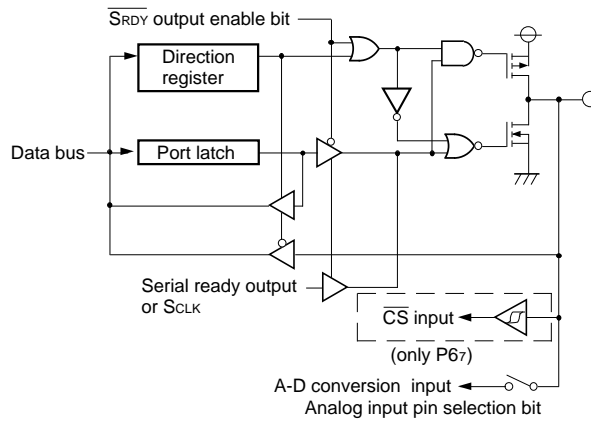 SRDY output enable bit
Direction
register
Data bus
Port latch
Serial ready output
or SCLK
CS input
(only P67)
A-D conversion input
Analog input pin selection bit